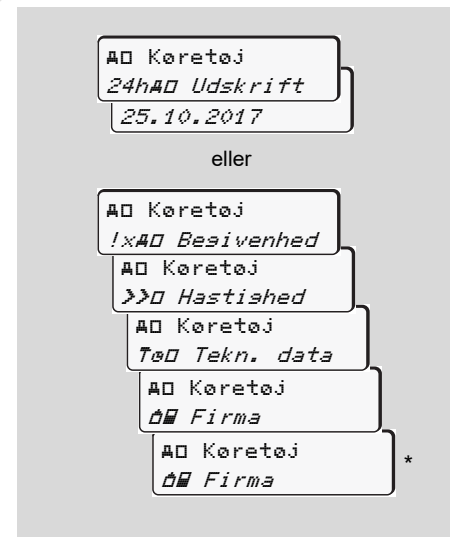 Køretøj
24h Udskrift
25.10.2017
eller
Køretøj
!x Begivenhed
Køretøj
>> Hastighed
Køretøj
Tekn. data
Køretøj
Firma
Køretøj
Firma
*